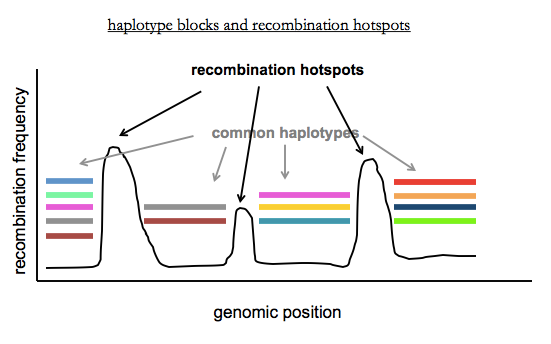 haplotype blocks and recombination hotspots
recombination hotspots
common haplotypes
recombination frequency
genomic position